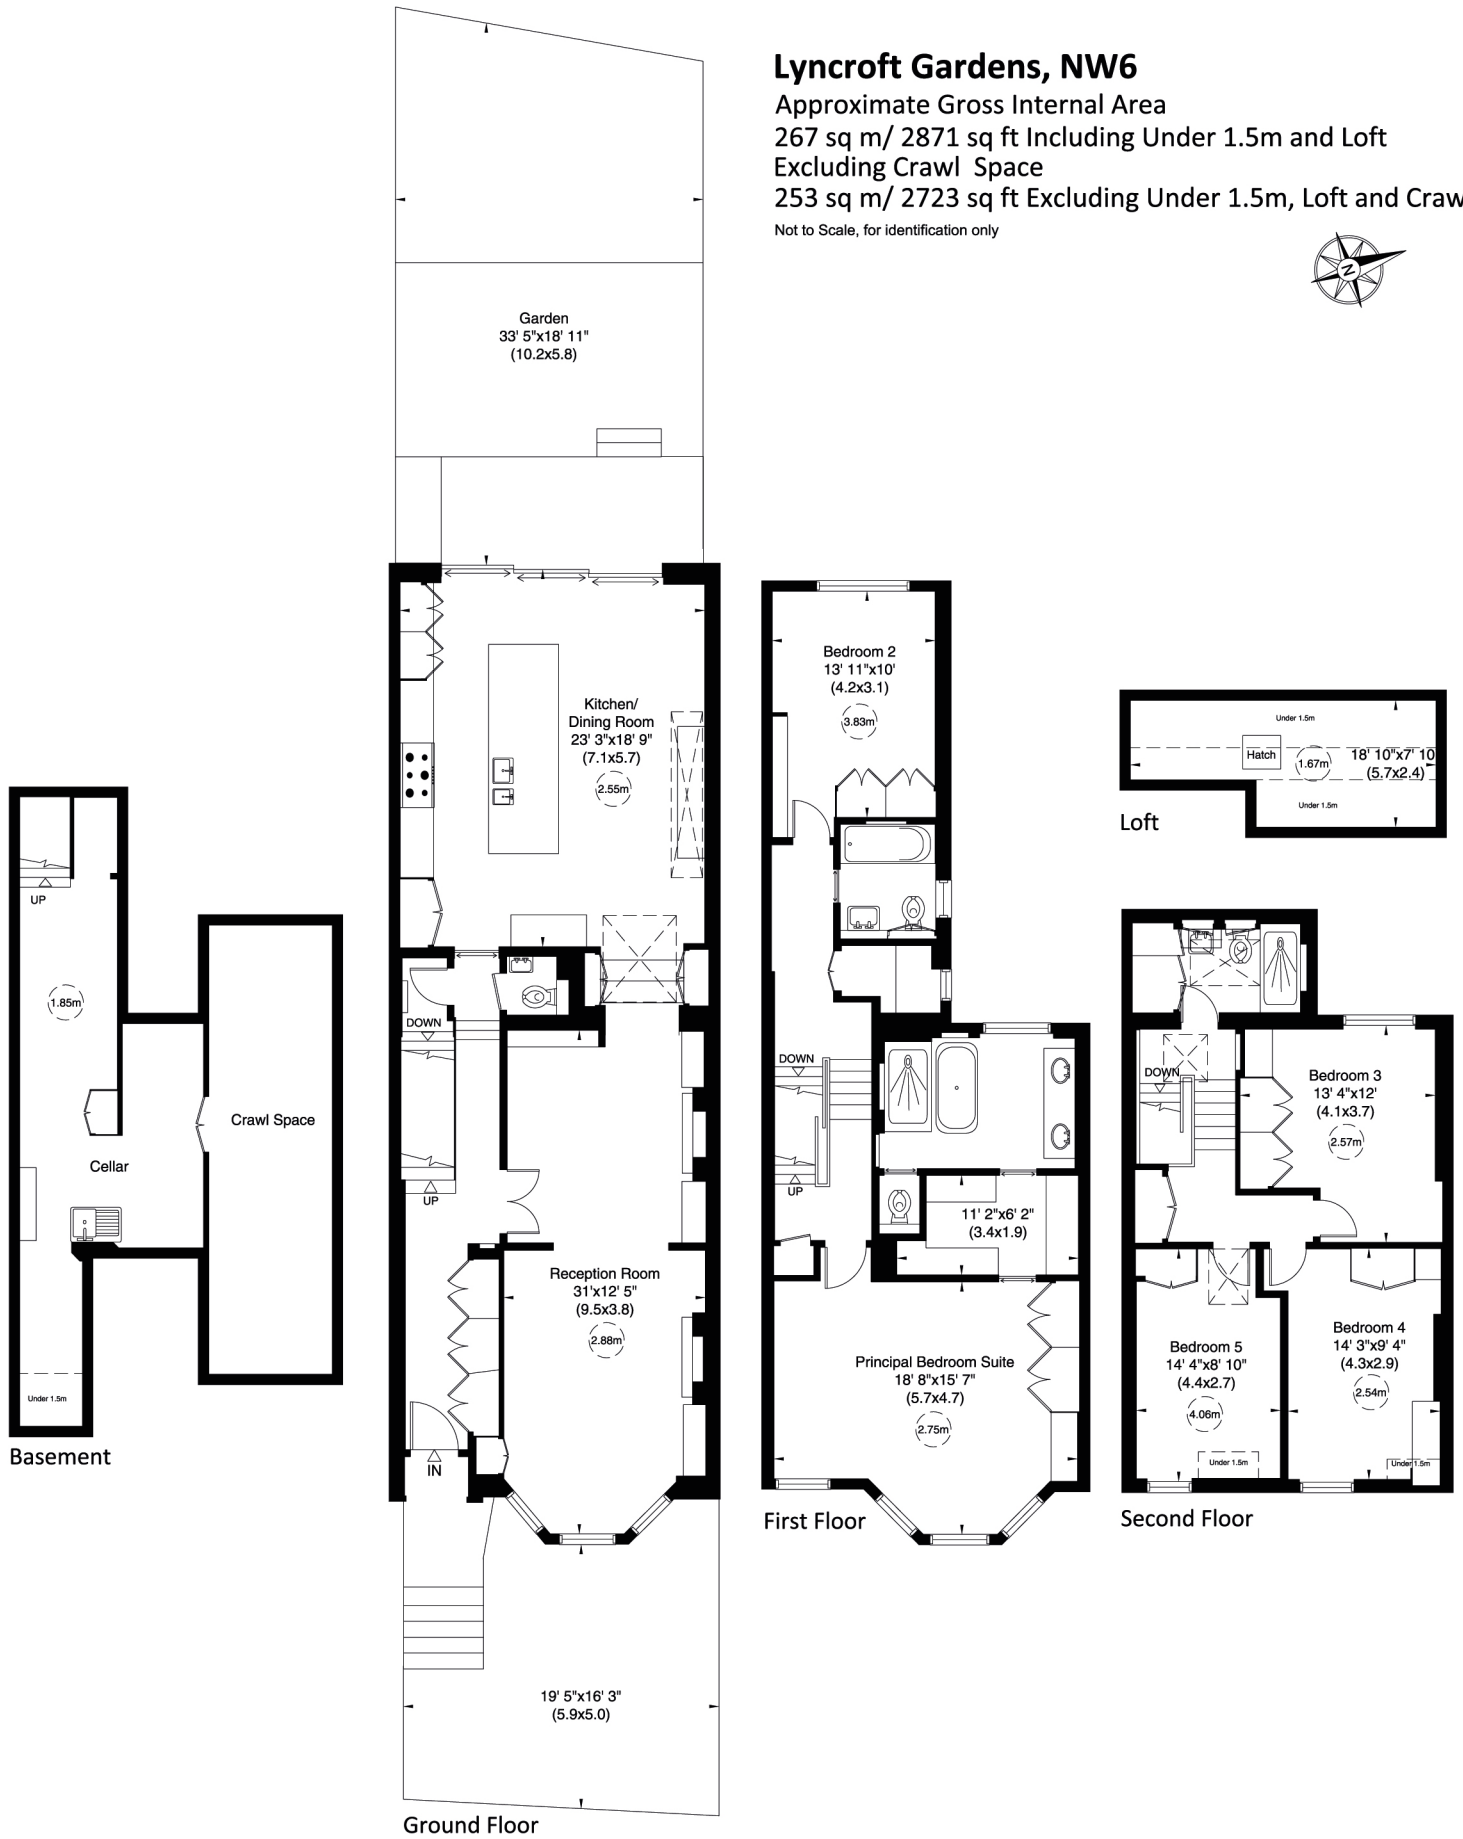 Lyncroft Gardens, NW6
Approximate Gross Internal Area
267 sq m/ 2871 sq ft Including Under 1.5m and Loft
Excluding Crawl Space
253 sq m/ 2723 sq ft Excluding Under 1.5m, Loft and Craw
Not to Scale, for identification only
N
Garden
33' 5"x18' 11"
(10.2x5.8)
Kitchen/
Dining Room
23' 3"x18' 9"
(7.1x5.7)
2.55m
DOWN
UP
Reception Room
31'x12' 5"
(9.5x3.8)
2.88m
IN
19' 5"x16' 3"
(5.9x5.0)
Ground Floor
UP
1.85m
Crawl Space
Cellar
Under 1.5m
Basement
Bedroom 2
13' 11"x10'
(4.2x3.1)
3.83m
DOWN
UP
11' 2"x6' 2"
(3.4x1.9)
Principal Bedroom Suite
18' 8"x15' 7"
(5.7x4.7)
2.75m
First Floor
Under 1.5m
Hatch
1.67m
18' 10"x7' 10
(5.7x2.4)
Under 1.5m
Loft
DOWN
Bedroom 3
13' 4"x12'
(4.1x3.7)
2.57m
Bedroom 5
14' 4"x8' 10"
(4.4x2.7)
4.06m
Under 1.5m
Bedroom 4
14' 3"x9' 4"
(4.3x2.9)
2.54m
Under 1.5m
Second Floor